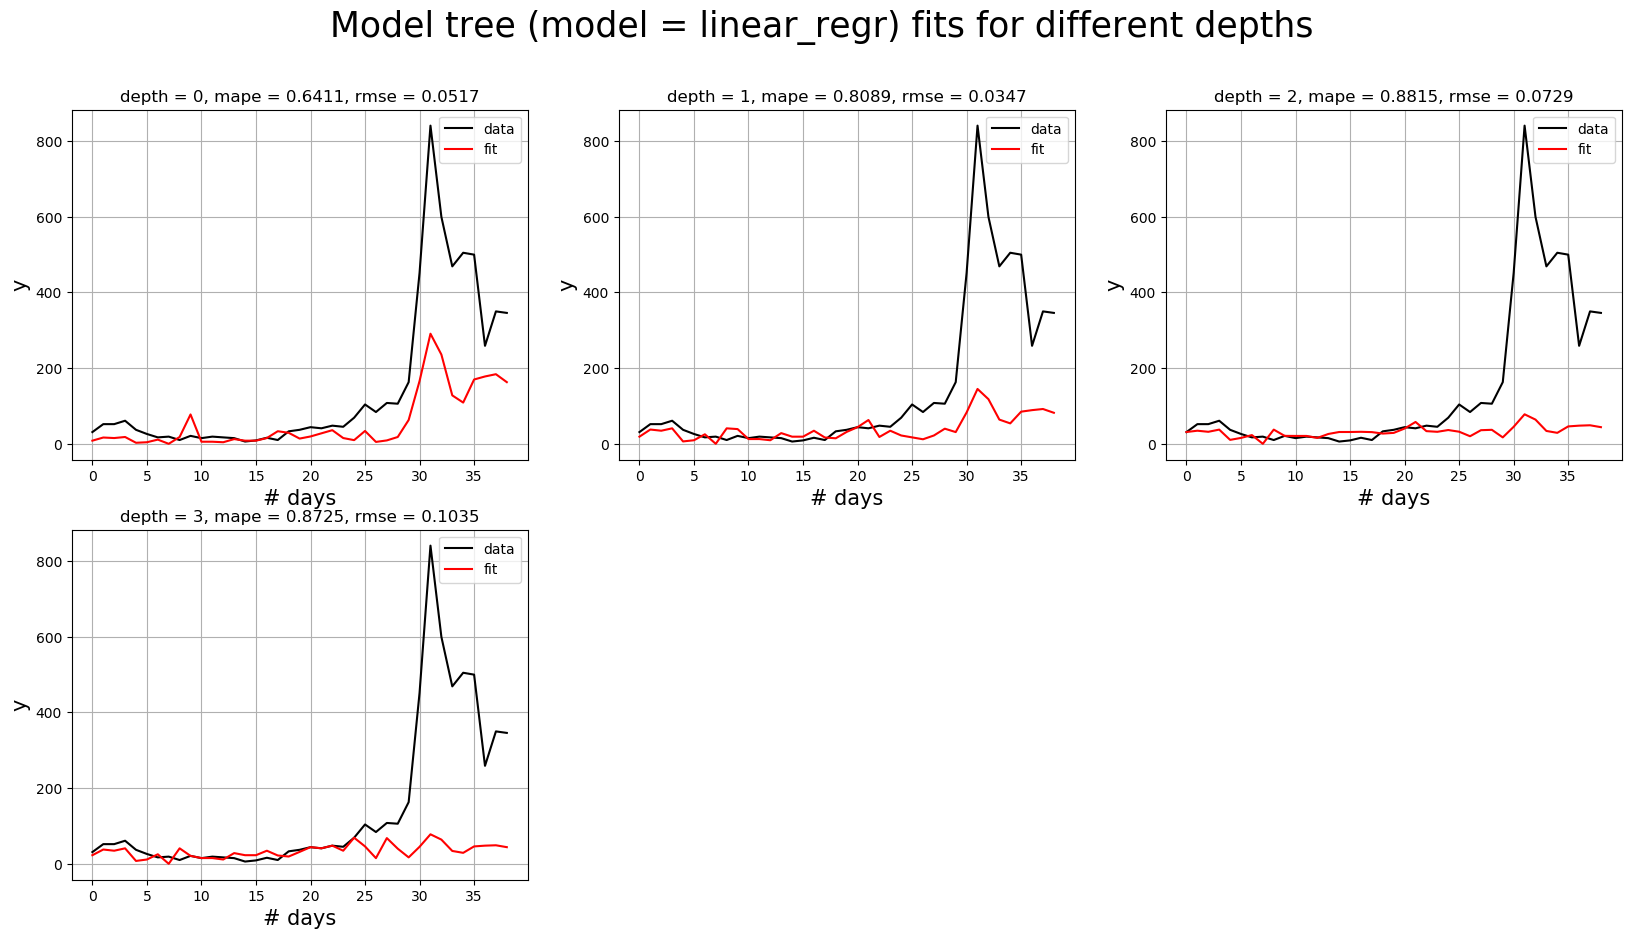 Model tree (model = linear_regr) fits for different depths
depth = 0, mape = 0.6411, rmse = 0.0517
data
fit
800
600
400
200
0
y
0 5 10 15 20 25 30 35
# days
depth = 1, mape = 0.8089, rmse = 0.0347
data
fit
800
600
400
200
0
y
0 5 10 15 20 25 30 35
# days
depth = 2, mape = 0.8815, rmse = 0.0729
data
fit
800
600
400
200
0
y
0 5 10 15 20 25 30 35
# days
depth = 3, mape = 0.8725, rmse = 0.1035
data
fit
800
600
400
200
0
y
0 5 10 15 20 25 30 35
# days